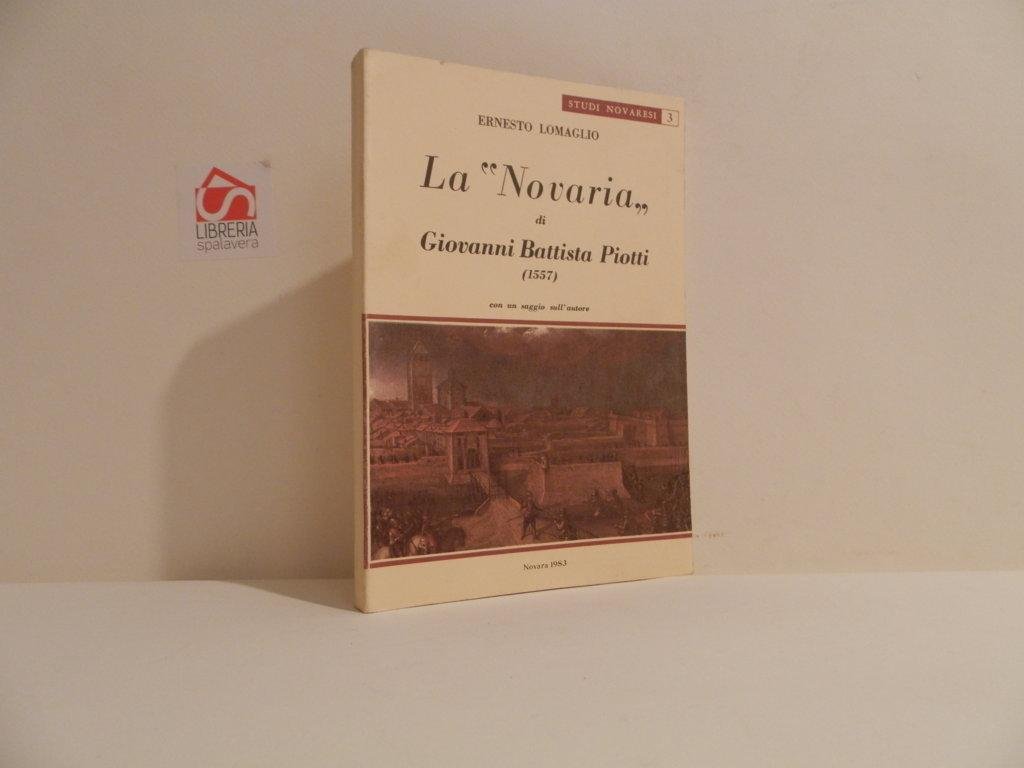 STUDI NOVARESI 3
ERNESTO LOMAGLIO
La “Novaria„
di
Giovanni Battista Piotti
(1557)
con un saggio sull'autore
Novara 1983
LIBRERIA
spalavera